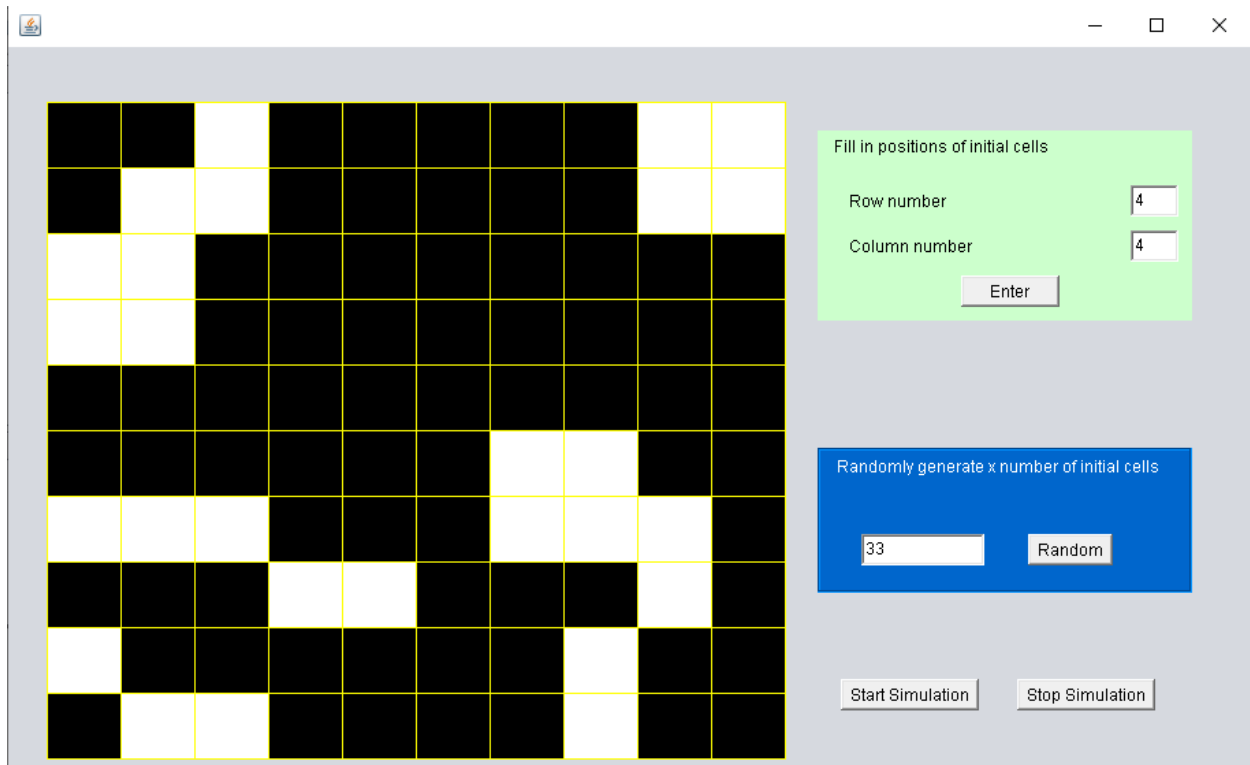 Fill in positions of initial cells
Row number
4
Column number
4
Enter
Randomly generate x number of initial cells
33
Random
Start Simulation
Stop Simulation